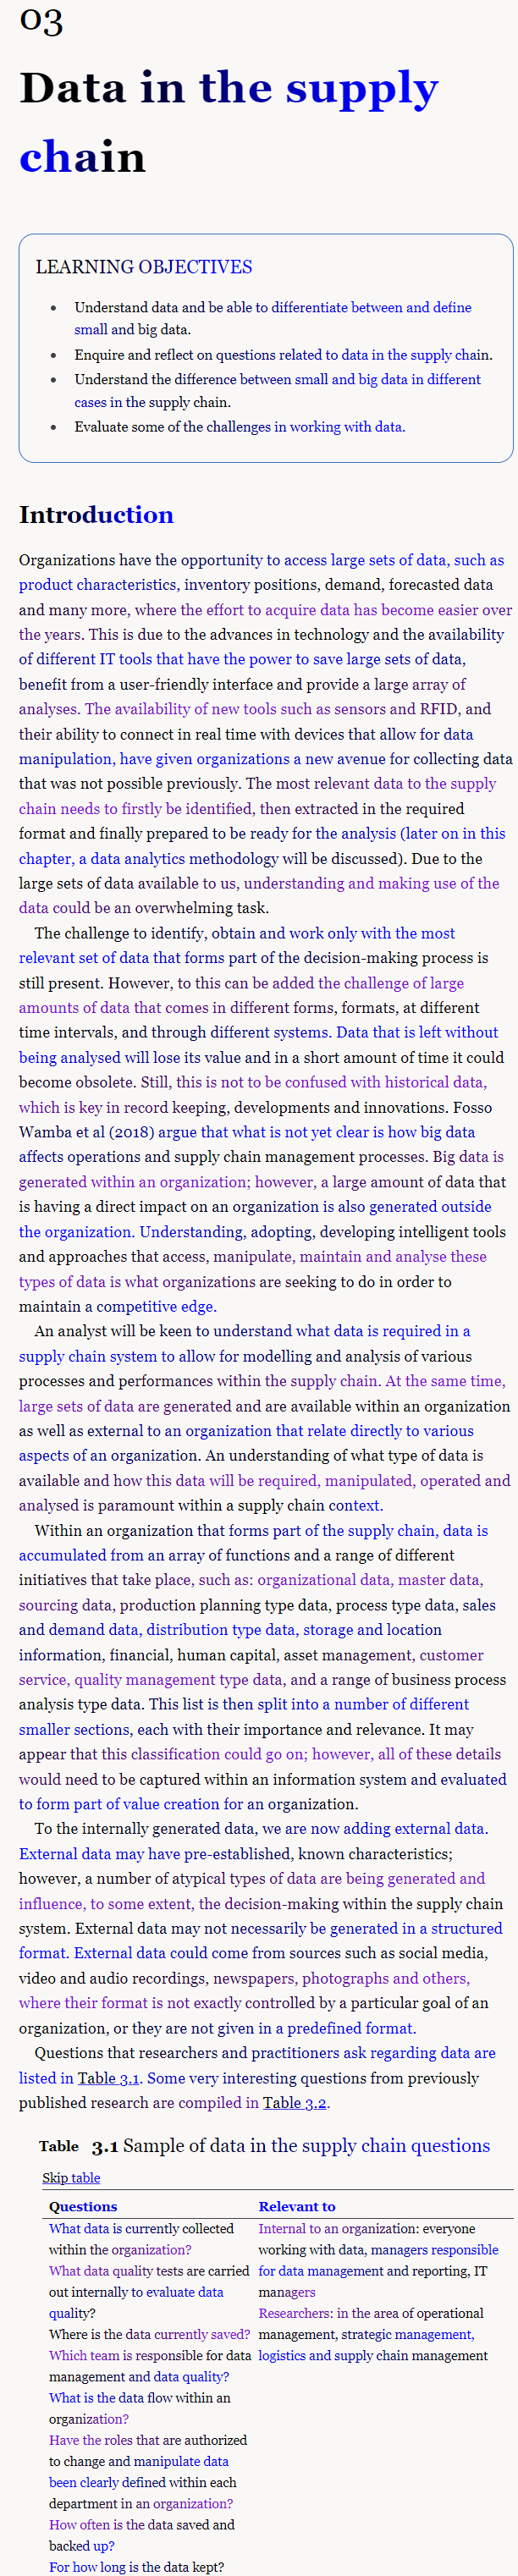 03
Data in the supply
chain
LEARNING OBJECTIVES
• Understand data and be able to differentiate between and define
small and big data.
• Enquire and reflect on questions related to data in the supply chain.
• Understand the difference between small and big data in different
cases in the supply chain.
• Evaluate some of the challenges in working with data.
Introduction
Organizations have the opportunity to access large sets of data, such as
product characteristics, inventory positions, demand, forecasted data
and many more, where the effort to acquire data has become easier over
the years. This is due to the advances in technology and the availability
of different IT tools that have the power to save large sets of data,
benefit from a user-friendly interface and provide a large array of
analyses. The availability of new tools such as sensors and RFID, and
their ability to connect in real time with devices that allow for data
manipulation, have given organizations a new avenue for collecting data
that was not possible previously. The most relevant data to the supply
chain needs to firstly be identified, then extracted in the required
format and finally prepared to be ready for the analysis (later on in this
chapter, a data analytics methodology will be discussed). Due to the
large sets of data available to us, understanding and making use of the
data could be an overwhelming task.
The challenge to identify, obtain and work only with the most
relevant set of data that forms part of the decision-making process is
still present. However, to this can be added the challenge of large
amounts of data that comes in different forms, formats, at different
time intervals, and through different systems. Data that is left without
being analysed will lose its value and in a short amount of time it could
become obsolete. Still, this is not to be confused with historical data,
which is key in record keeping, developments and innovations. Fosso
Wamba et al (2018) argue that what is not yet clear is how big data
affects operations and supply chain management processes. Big data is
generated within an organization; however, a large amount of data that
is having a direct impact on an organization is also generated outside
the organization. Understanding, adopting, developing intelligent tools
and approaches that access, manipulate, maintain and analyse these
types of data is what organizations are seeking to do in order to
maintain a competitive edge.
An analyst will be keen to understand what data is required in a
supply chain system to allow for modelling and analysis of various
processes and performances within the supply chain. At the same time,
large sets of data are generated and are available within an organization
as well as external to an organization that relate directly to various
aspects of an organization. An understanding of what type of data is
available and how this data will be required, manipulated, operated and
analysed is paramount within a supply chain context.
Within an organization that forms part of the supply chain, data is
accumulated from an array of functions and a range of different
initiatives that take place, such as: organizational data, master data,
sourcing data, production planning type data, process type data, sales
and demand data, distribution type data, storage and location
information, financial, human capital, asset management, customer
service, quality management type data, and a range of business process
analysis type data. This list is then split into a number of different
smaller sections, each with their importance and relevance. It may
appear that this classification could go on; however, all of these details
would need to be captured within an information system and evaluated
to form part of value creation for an organization.
To the internally generated data, we are now adding external data.
External data may have pre-established, known characteristics;
however, a number of atypical types of data are being generated and
influence, to some extent, the decision-making within the supply chain
system. External data may not necessarily be generated in a structured
format. External data could come from sources such as social media,
video and audio recordings, newspapers, photographs and others,
where their format is not exactly controlled by a particular goal of an
organization, or they are not given in a predefined format.
Questions that researchers and practitioners ask regarding data are
listed in Table 3.1. Some very interesting questions from previously
published research are compiled in Table 3.2.
Table 3.1 Sample of data in the supply chain questions
Skip table
Questions Relevant to
What data is currently collected Internal to an organization: everyone
within the organization? working with data, managers responsible
What data quality tests are carried for data management and reporting, IT
out internally to evaluate data managers
quality? Researchers: in the area of operational
Where is the data currently saved? management, strategic management,
Which team is responsible for data logistics and supply chain management
management and data quality?
What is the data flow within an
organization?
Have the roles that are authorized
to change and manipulate data
been clearly defined within each
department in an organization?
How often is the data saved and
backed up?
For how long is the data kept?